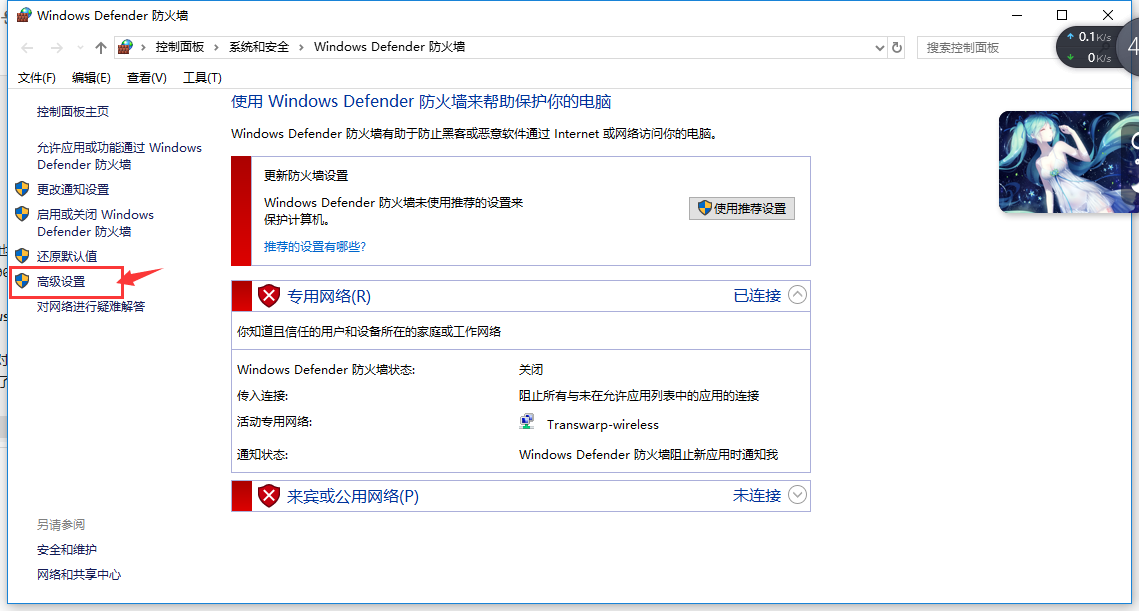 Windows Defender 防火墙
控制面板 系统和安全 Windows Defender 防火墙
搜索控制面板
0.1K/s
0K/s
文件(F) 编辑(E) 查看(V) 工具(T)
控制面板主页
允许应用或功能通过 Windows
Defender 防火墙
更改通知设置
启用或关闭 Windows
Defender 防火墙
还原默认值
高级设置
对网络进行疑难解答
使用 Windows Defender 防火墙来帮助保护你的电脑
Windows Defender 防火墙有助于防止黑客或恶意软件通过 Internet 或网络访问你的电脑。
更新防火墙设置
Windows Defender 防火墙未使用推荐的设置来
保护计算机。
使用推荐设置
推荐的设置有哪些?
专用网络(R) 已连接
你知道且信任的用户和设备所在的家庭或工作网络
Windows Defender 防火墙状态: 关闭
传入连接: 阻止所有与未在允许应用列表中的应用的连接
活动专用网络: Transwarp-wireless
通知状态: Windows Defender 防火墙阻止新应用时通知我
来宾或公用网络(P) 未连接
另请参阅
安全和维护
网络和共享中心